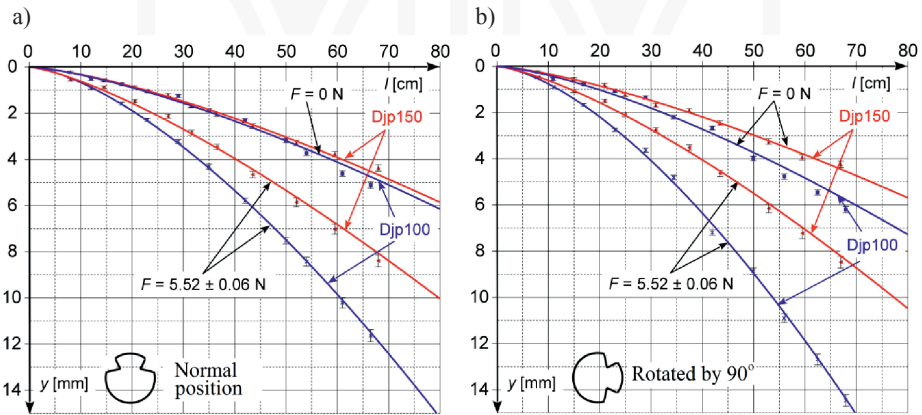 a)
0 10 20 30 40 50 60 70 80
0
2
4
6
8
10
12
14
l [cm]
F = 0 N
Djp150
Djp100
F = 5.52 ± 0.06 N
y [mm]
Normal
position
b)
0 10 20 30 40 50 60 70 80
0
2
4
6
8
10
12
14
l [cm]
F = 0 N
Djp150
Djp100
F = 5.52 ± 0.06 N
y [mm]
Rotated by 90°